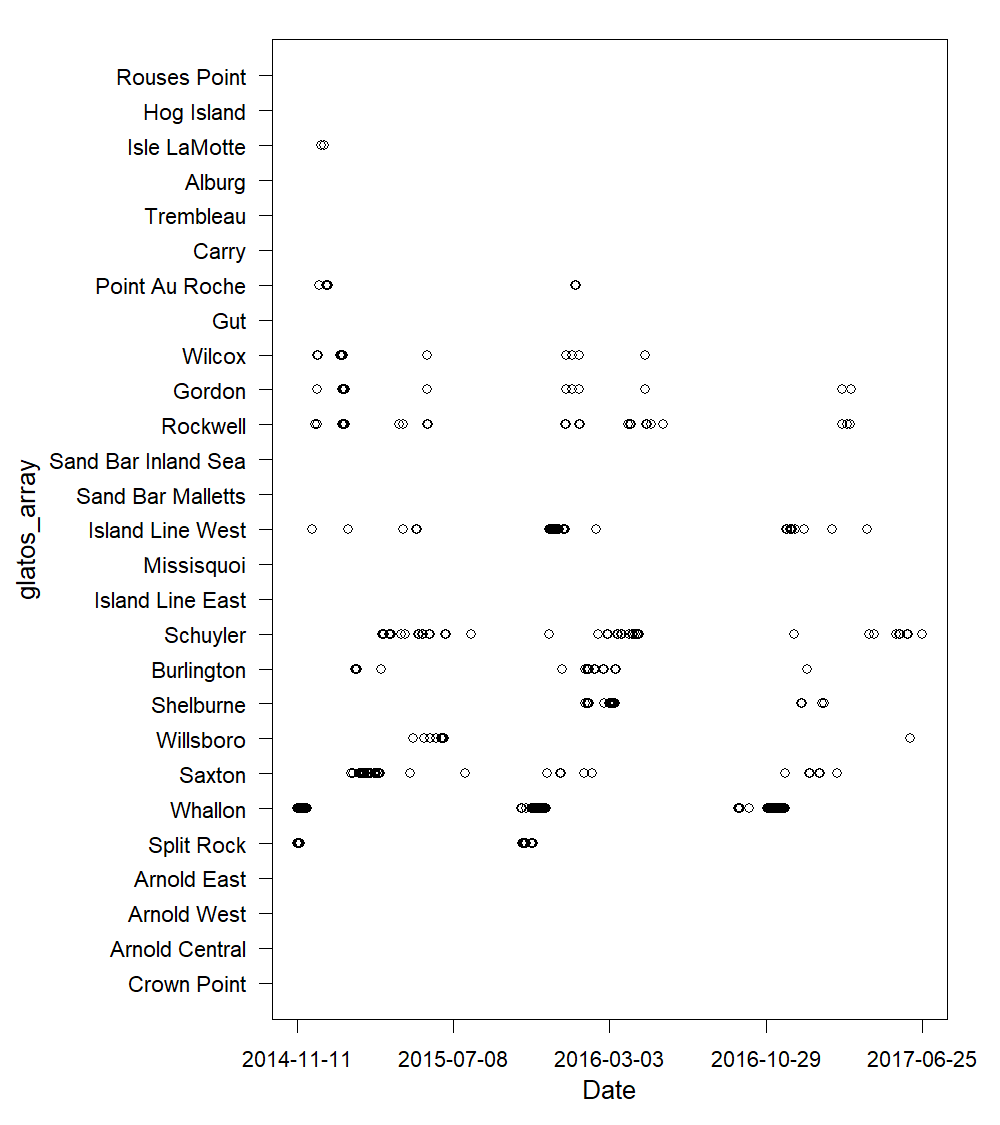 Rouses Point
Hog Island
Isle LaMotte
Alburg
Trembleau
Carry
Point Au Roche
Gut
Wilcox
Gordon
Rockwell
Sand Bar Inland Sea
Sand Bar Malletts
Island Line West
Missisquoi
Island Line East
Schuyler
Burlington
Shelburne
Willsboro
Saxton
Whallon
Split Rock
Arnold East
Arnold West
Arnold Central
Crown Point
glatos_array
2014-11-11 2015-07-08 2016-03-03 2016-10-29 2017-06-25
Date